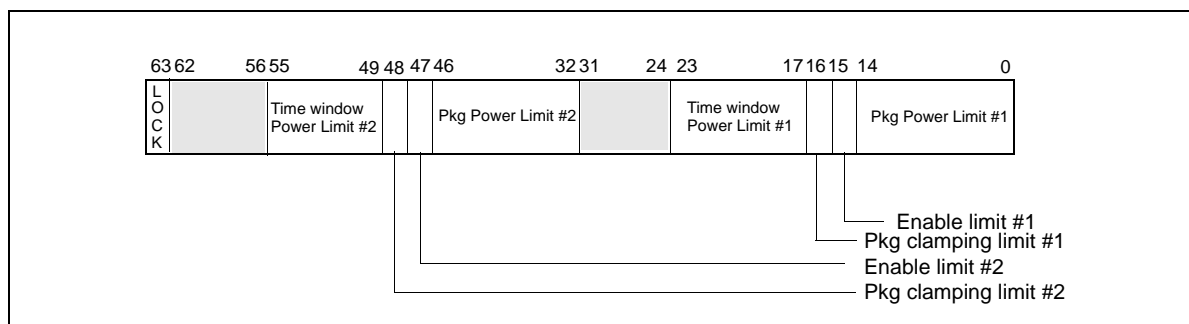 63 62 56 55 49 48 47 46 32 31 24 23 17 16 15 14 0
LOCK
Time window
Power Limit #2
Pkg Power Limit #2
Time window
Power Limit #1
Pkg Power Limit #1
Enable limit #1
Pkg clamping limit #1
Enable limit #2
Pkg clamping limit #2